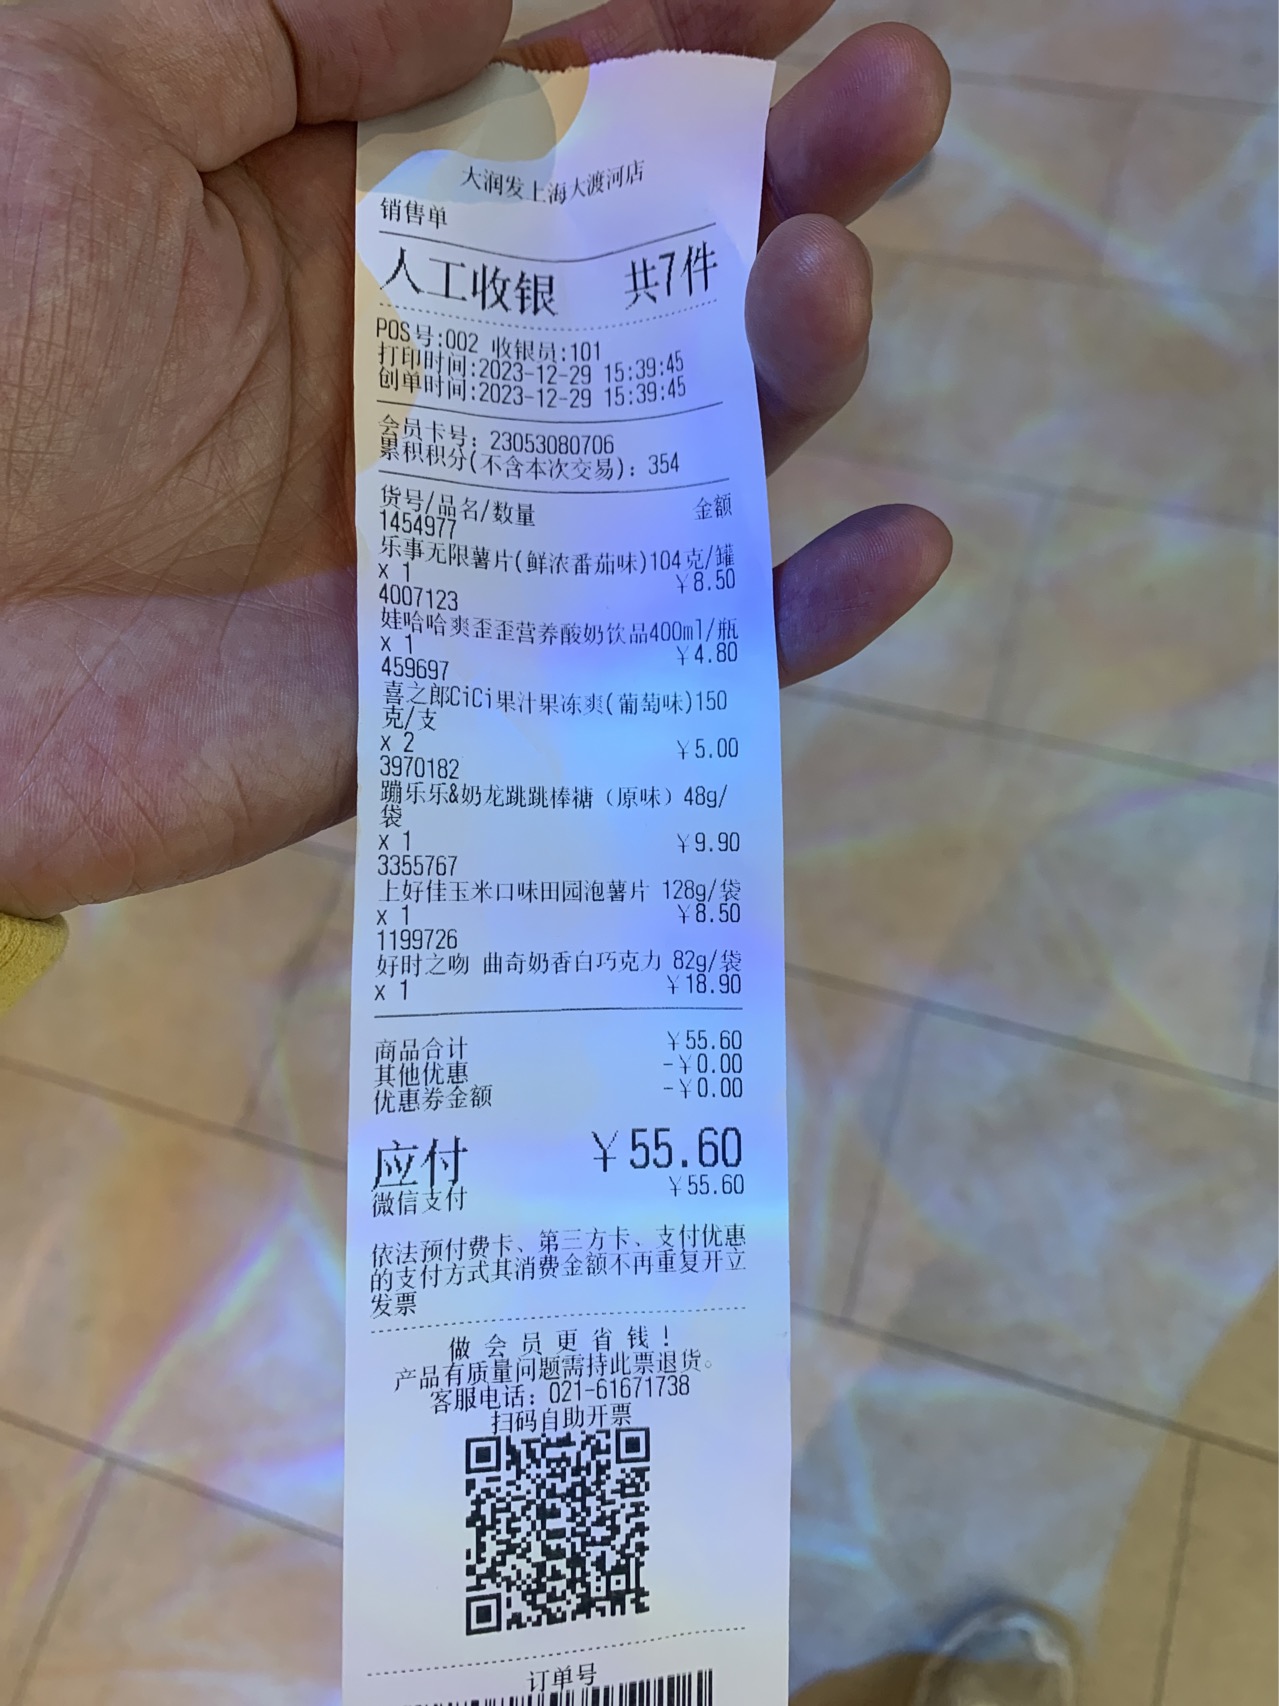 大润发上海大渡河店
销售单
人工收银 共7件
POS号:002 收银员:101
打印时间:2023-12-29 15:39:45
创单时间:2023-12-29 15:39:45
会员卡号: 23053080706
累积积分(不含本次交易): 354
货号/品名/数量 金额
1454977
乐事无限薯片(鲜浓番茄味)104克/罐
x 1 ￥8.50
4007123
娃哈哈爽歪歪营养酸奶饮品400ml/瓶
x 1 ￥4.80
459697
喜之郎CiCi果汁果冻爽(葡萄味)150
克/支
x 2 ￥5.00
3970182
蹦乐乐&奶龙跳跳棒糖（原味）48g/
袋
x 1 ￥9.90
3355767
上好佳玉米口味田园泡薯片 128g/袋
x 1 ￥8.50
1199726
好时之吻 曲奇奶香白巧克力 82g/袋
x 1 ￥18.90
商品合计 ￥55.60
其他优惠 -￥0.00
优惠券金额 -￥0.00
应付 ￥55.60
微信支付 ￥55.60
依法预付费卡、第三方卡、支付优惠
的支付方式其消费金额不再重复开立
发票
做会员更省钱！
产品有质量问题需持此票退货。
客服电话: 021-61671738
扫码自助开票
订单号